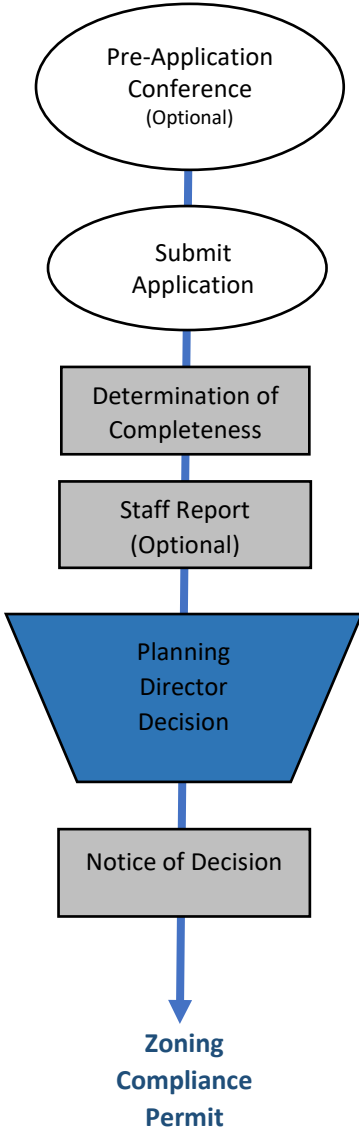 Pre-Application
Conference
(Optional)
Submit
Application
Determination of
Completeness
Staff Report
(Optional)
Planning
Director
Decision
Notice of Decision
Zoning
Compliance
Permit